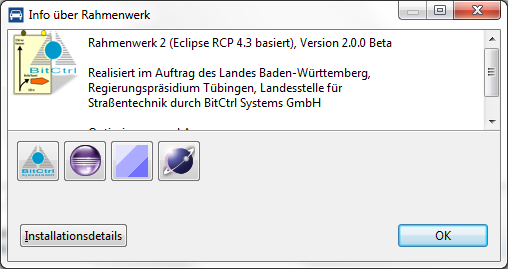 Info über Rahmenwerk
Rahmenwerk 2 (Eclipse RCP 4.3 basiert), Version 2.0.0 Beta
BitCtrl
Realisiert im Auftrag des Landes Baden-Württemberg,
Regierungspräsidium Tübingen, Landesstelle für
Straßentechnik durch BitCtrl Systems GmbH
BitCtrl
Installationsdetails
OK